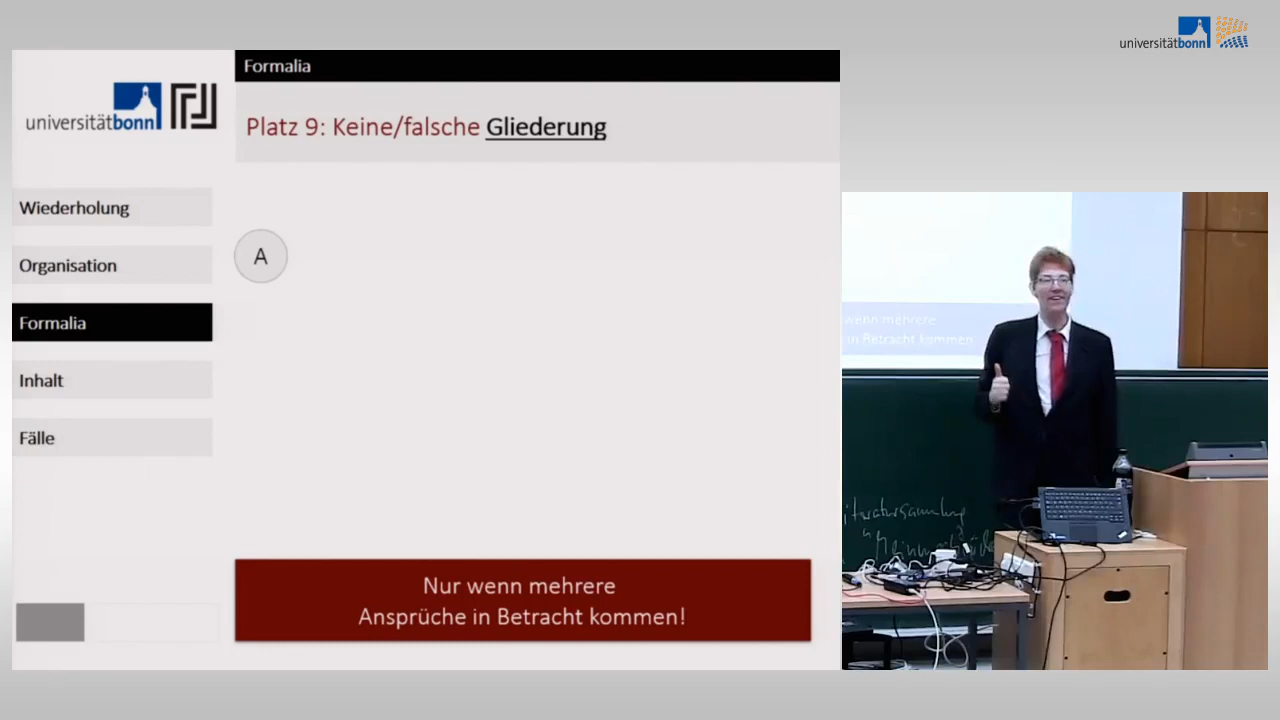 universitätbonn
Formalia
universitätbonn
Platz 9: Keine/falsche Gliederung
Wiederholung
Organisation
Formalia
Inhalt
Fälle
A
Nur wenn mehrere
Ansprüche in Betracht kommen!
wenn mehrere
in Betracht kommen